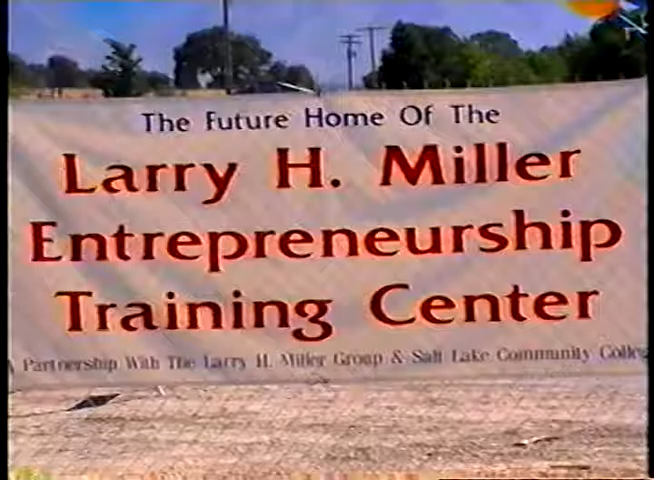 The Future Home Of The
Larry H. Miller
Entrepreneurship
Training Center
A Partnership With The Larry H. Miller Group & Salt Lake Community College